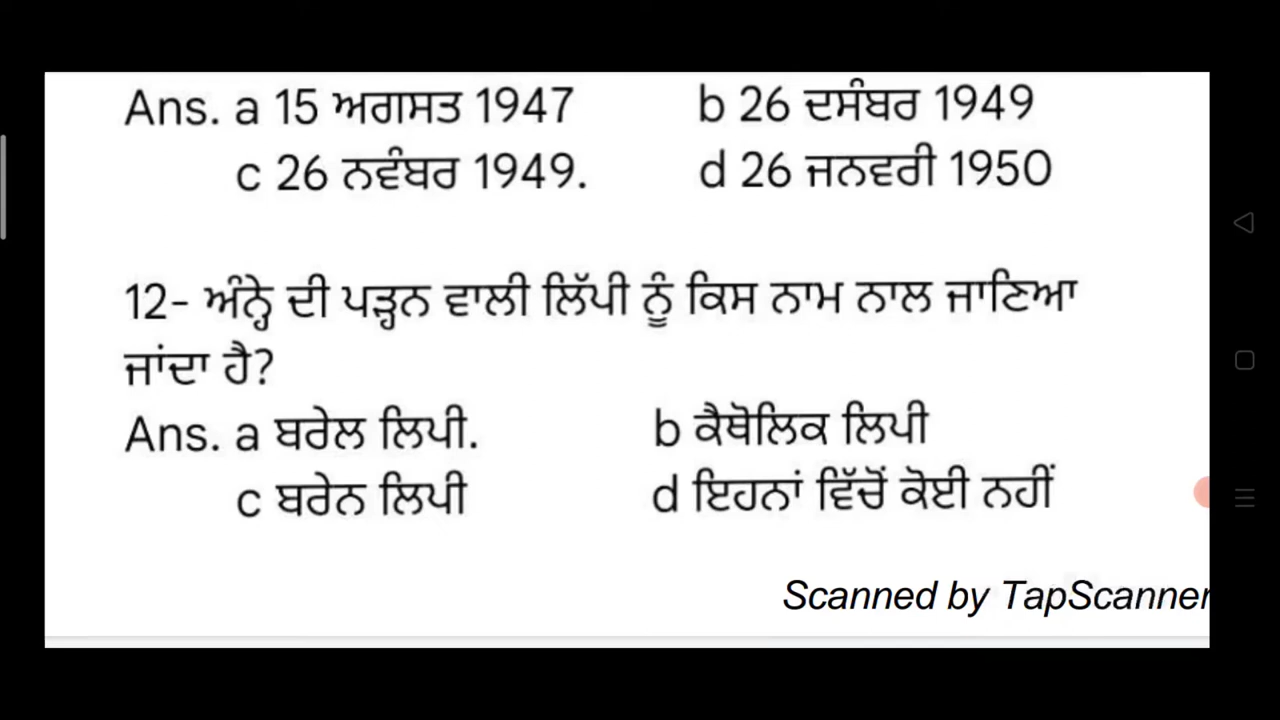 Ans. a 15 ਅਗਸਤ 1947 b 26 ਦਸੰਬਰ 1949
c 26 ਨਵੰਬਰ 1949. d 26 ਜਨਵਰੀ 1950
12- ਅੰਨ੍ਹੇ ਦੀ ਪੜ੍ਹਨ ਵਾਲੀ ਲਿੱਪੀ ਨੂੰ ਕਿਸ ਨਾਮ ਨਾਲ ਜਾਣਿਆ
ਜਾਂਦਾ ਹੈ?
Ans. a ਬਰੇਲ ਲਿਪੀ. b ਕੈਥੋਲਿਕ ਲਿਪੀ
c ਬਰੇਨ ਲਿਪੀ d ਇਹਨਾਂ ਵਿੱਚੋਂ ਕੋਈ ਨਹੀਂ
Scanned by TapScanner